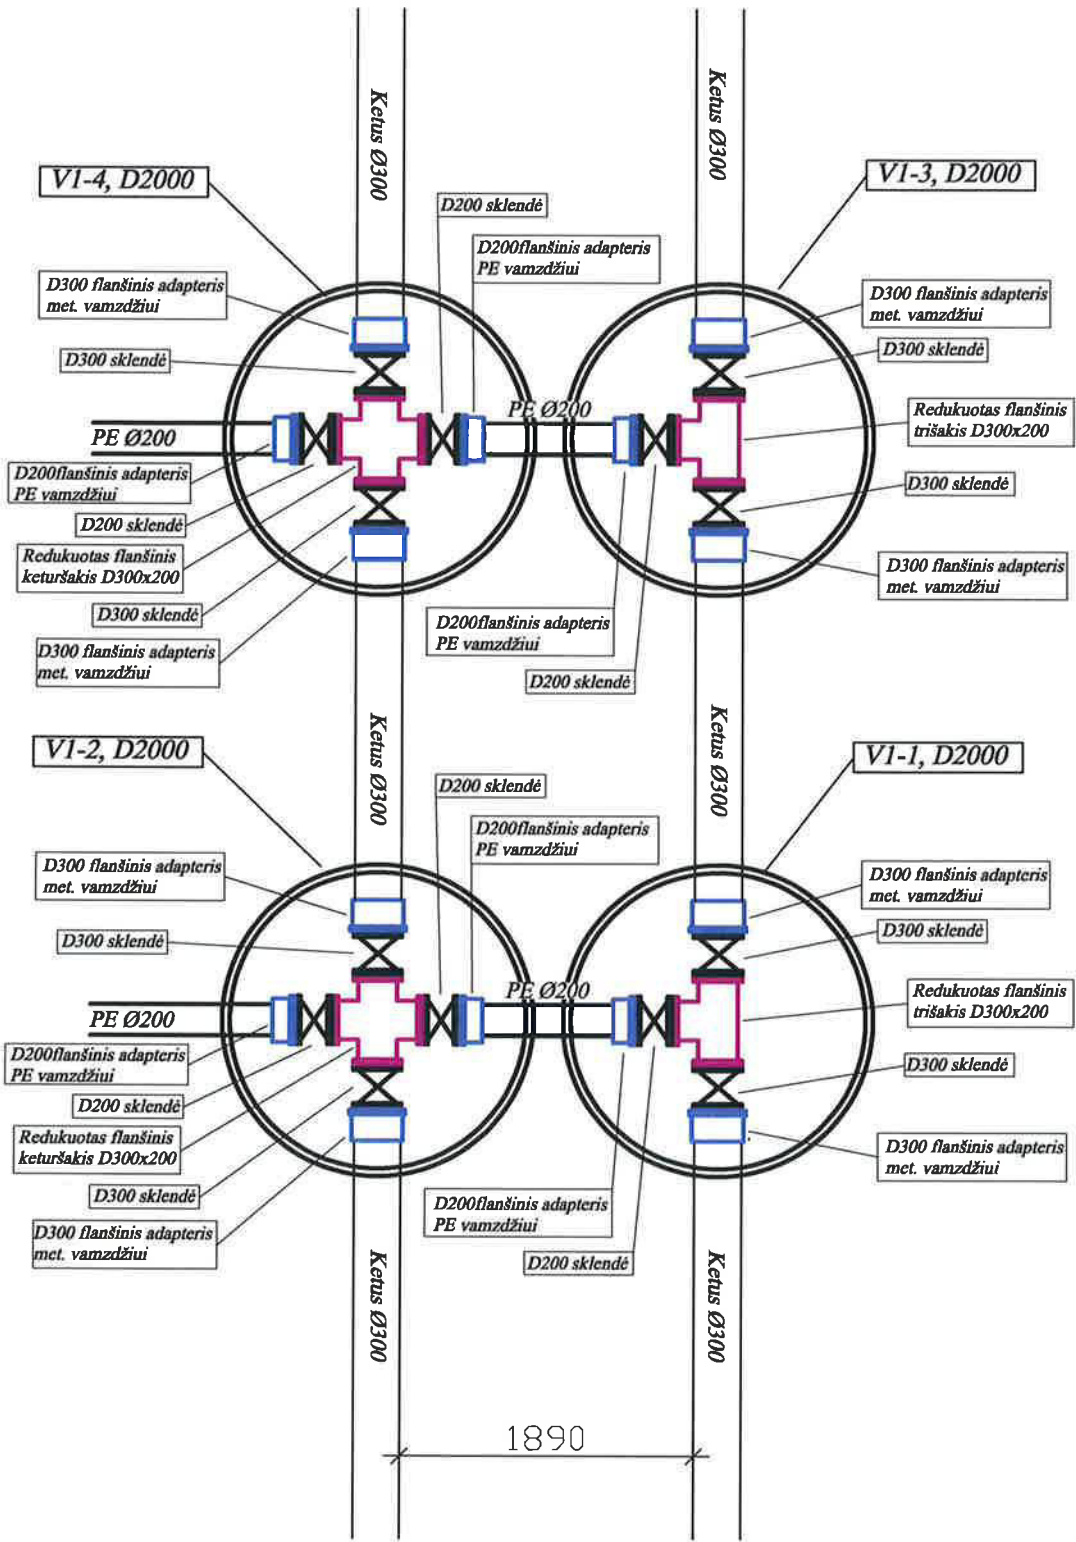 Ketus Ø300
Ketus Ø300
V1-4, D2000
V1-3, D2000
D200 sklendė
D200flanšinis adapteris
PE vamzdžiui
D300 flanšinis adapteris
met. vamzdžiui
D300 flanšinis adapteris
met. vamzdžiui
D300 sklendė
D300 sklendė
PE Ø200
PE Ø200
Redukuotas flanšinis
trišakis D300x200
D200flanšinis adapteris
PE vamzdžiui
D300 sklendė
D200 sklendė
Redukuotas flanšinis
keturšakis D300x200
D300 flanšinis adapteris
met. vamzdžiui
D300 sklendė
D200flanšinis adapteris
PE vamzdžiui
D300 flanšinis adapteris
met. vamzdžiui
D200 sklendė
Ketus Ø300
Ketus Ø300
V1-2, D2000
V1-1, D2000
D200 sklendė
D200flanšinis adapteris
PE vamzdžiui
D300 flanšinis adapteris
met. vamzdžiui
D300 flanšinis adapteris
met. vamzdžiui
D300 sklendė
D300 sklendė
PE Ø200
PE Ø200
Redukuotas flanšinis
trišakis D300x200
D200flanšinis adapteris
PE vamzdžiui
D300 sklendė
D200 sklendė
Redukuotas flanšinis
keturšakis D300x200
D300 flanšinis adapteris
met. vamzdžiui
D300 sklendė
D200flanšinis adapteris
PE vamzdžiui
D300 flanšinis adapteris
met. vamzdžiui
D200 sklendė
Ketus Ø300
Ketus Ø300
1890